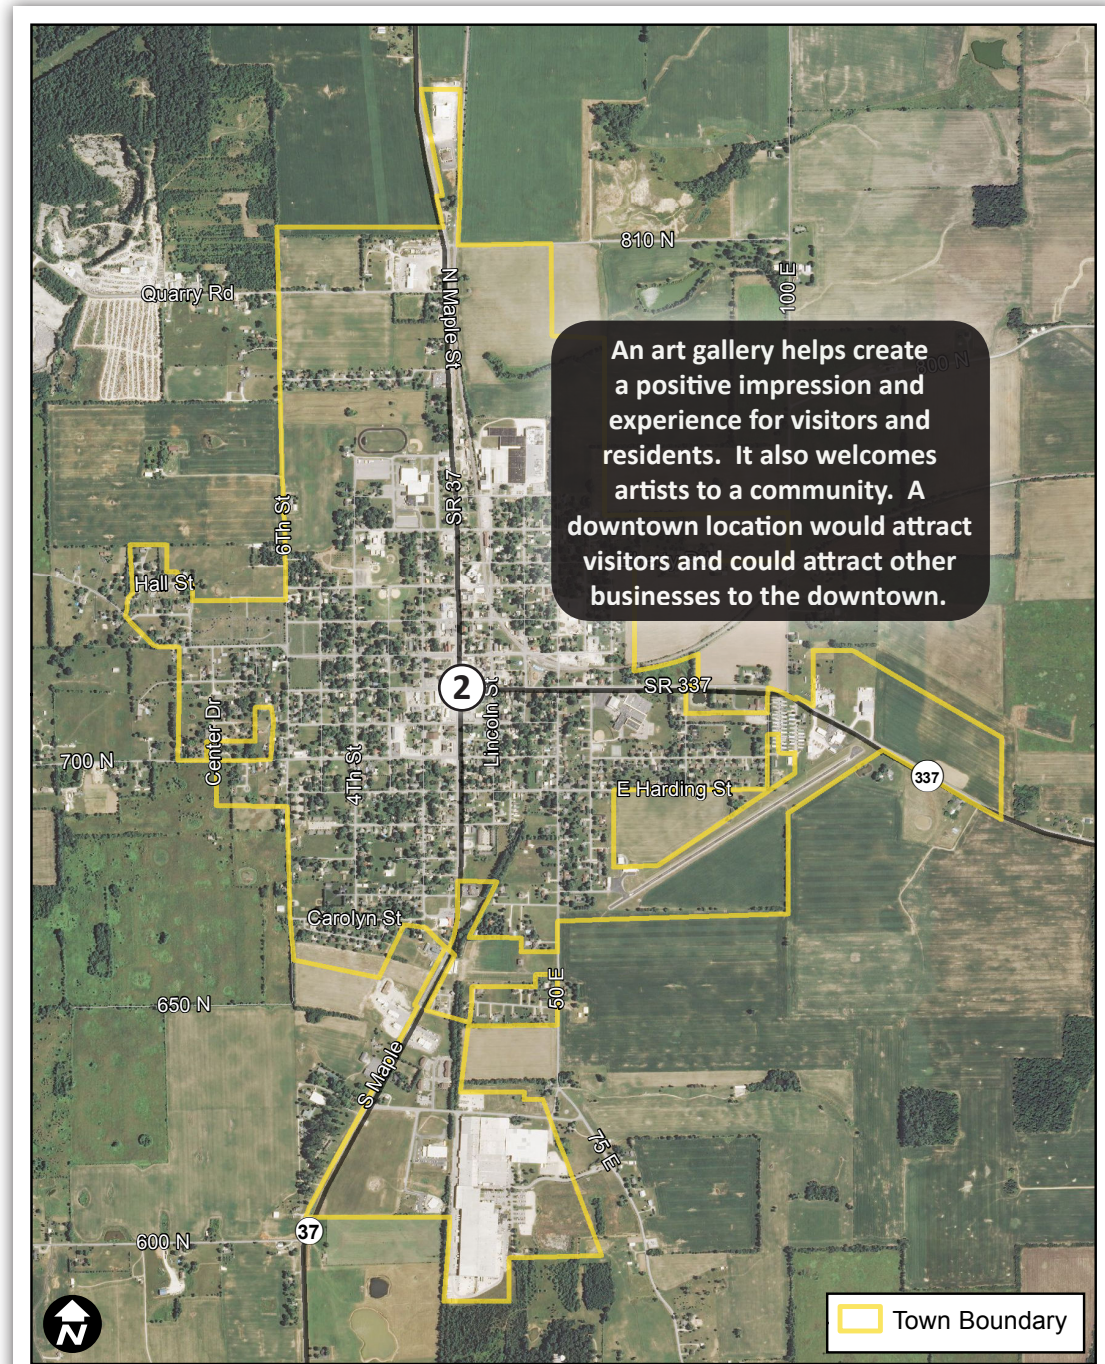 810 N
100 E
Quarry Rd
N Maple St
An art gallery helps create
a positive impression and
experience for visitors and
residents.  It also welcomes
artists to a community.  A
downtown location would attract
visitors and could attract other
businesses to the downtown.
800 N
SR 37
6Th St
Hall St
2
SR 337
Lincoln St
Center Dr
700 N
4Th St
E Harding St
337
Carolyn St
650 N
50 E
S Maple
75 E
37
600 N
N
Town Boundary